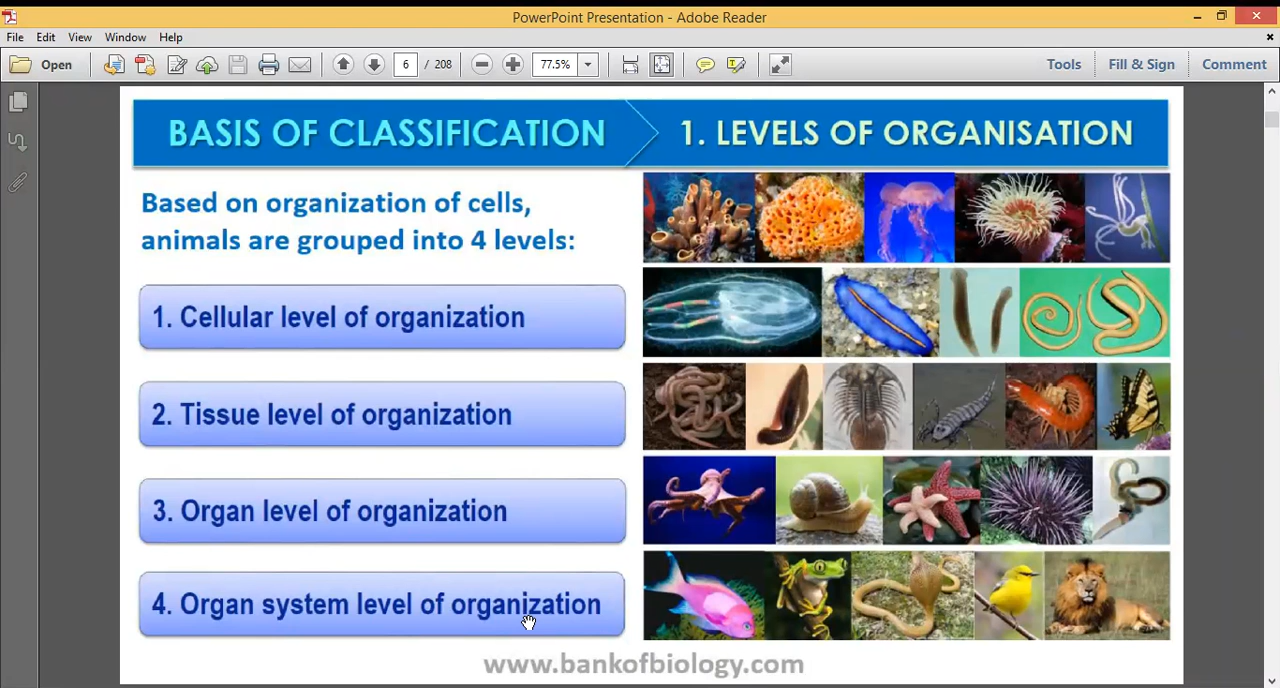 PowerPoint Presentation - Adobe Reader
File Edit View Window Help
Open 6 / 208 77.5% Tools Fill & Sign Comment
BASIS OF CLASSIFICATION 1. LEVELS OF ORGANISATION
Based on organization of cells,
animals are grouped into 4 levels:
1. Cellular level of organization
2. Tissue level of organization
3. Organ level of organization
4. Organ system level of organization
www.bankofbiology.com